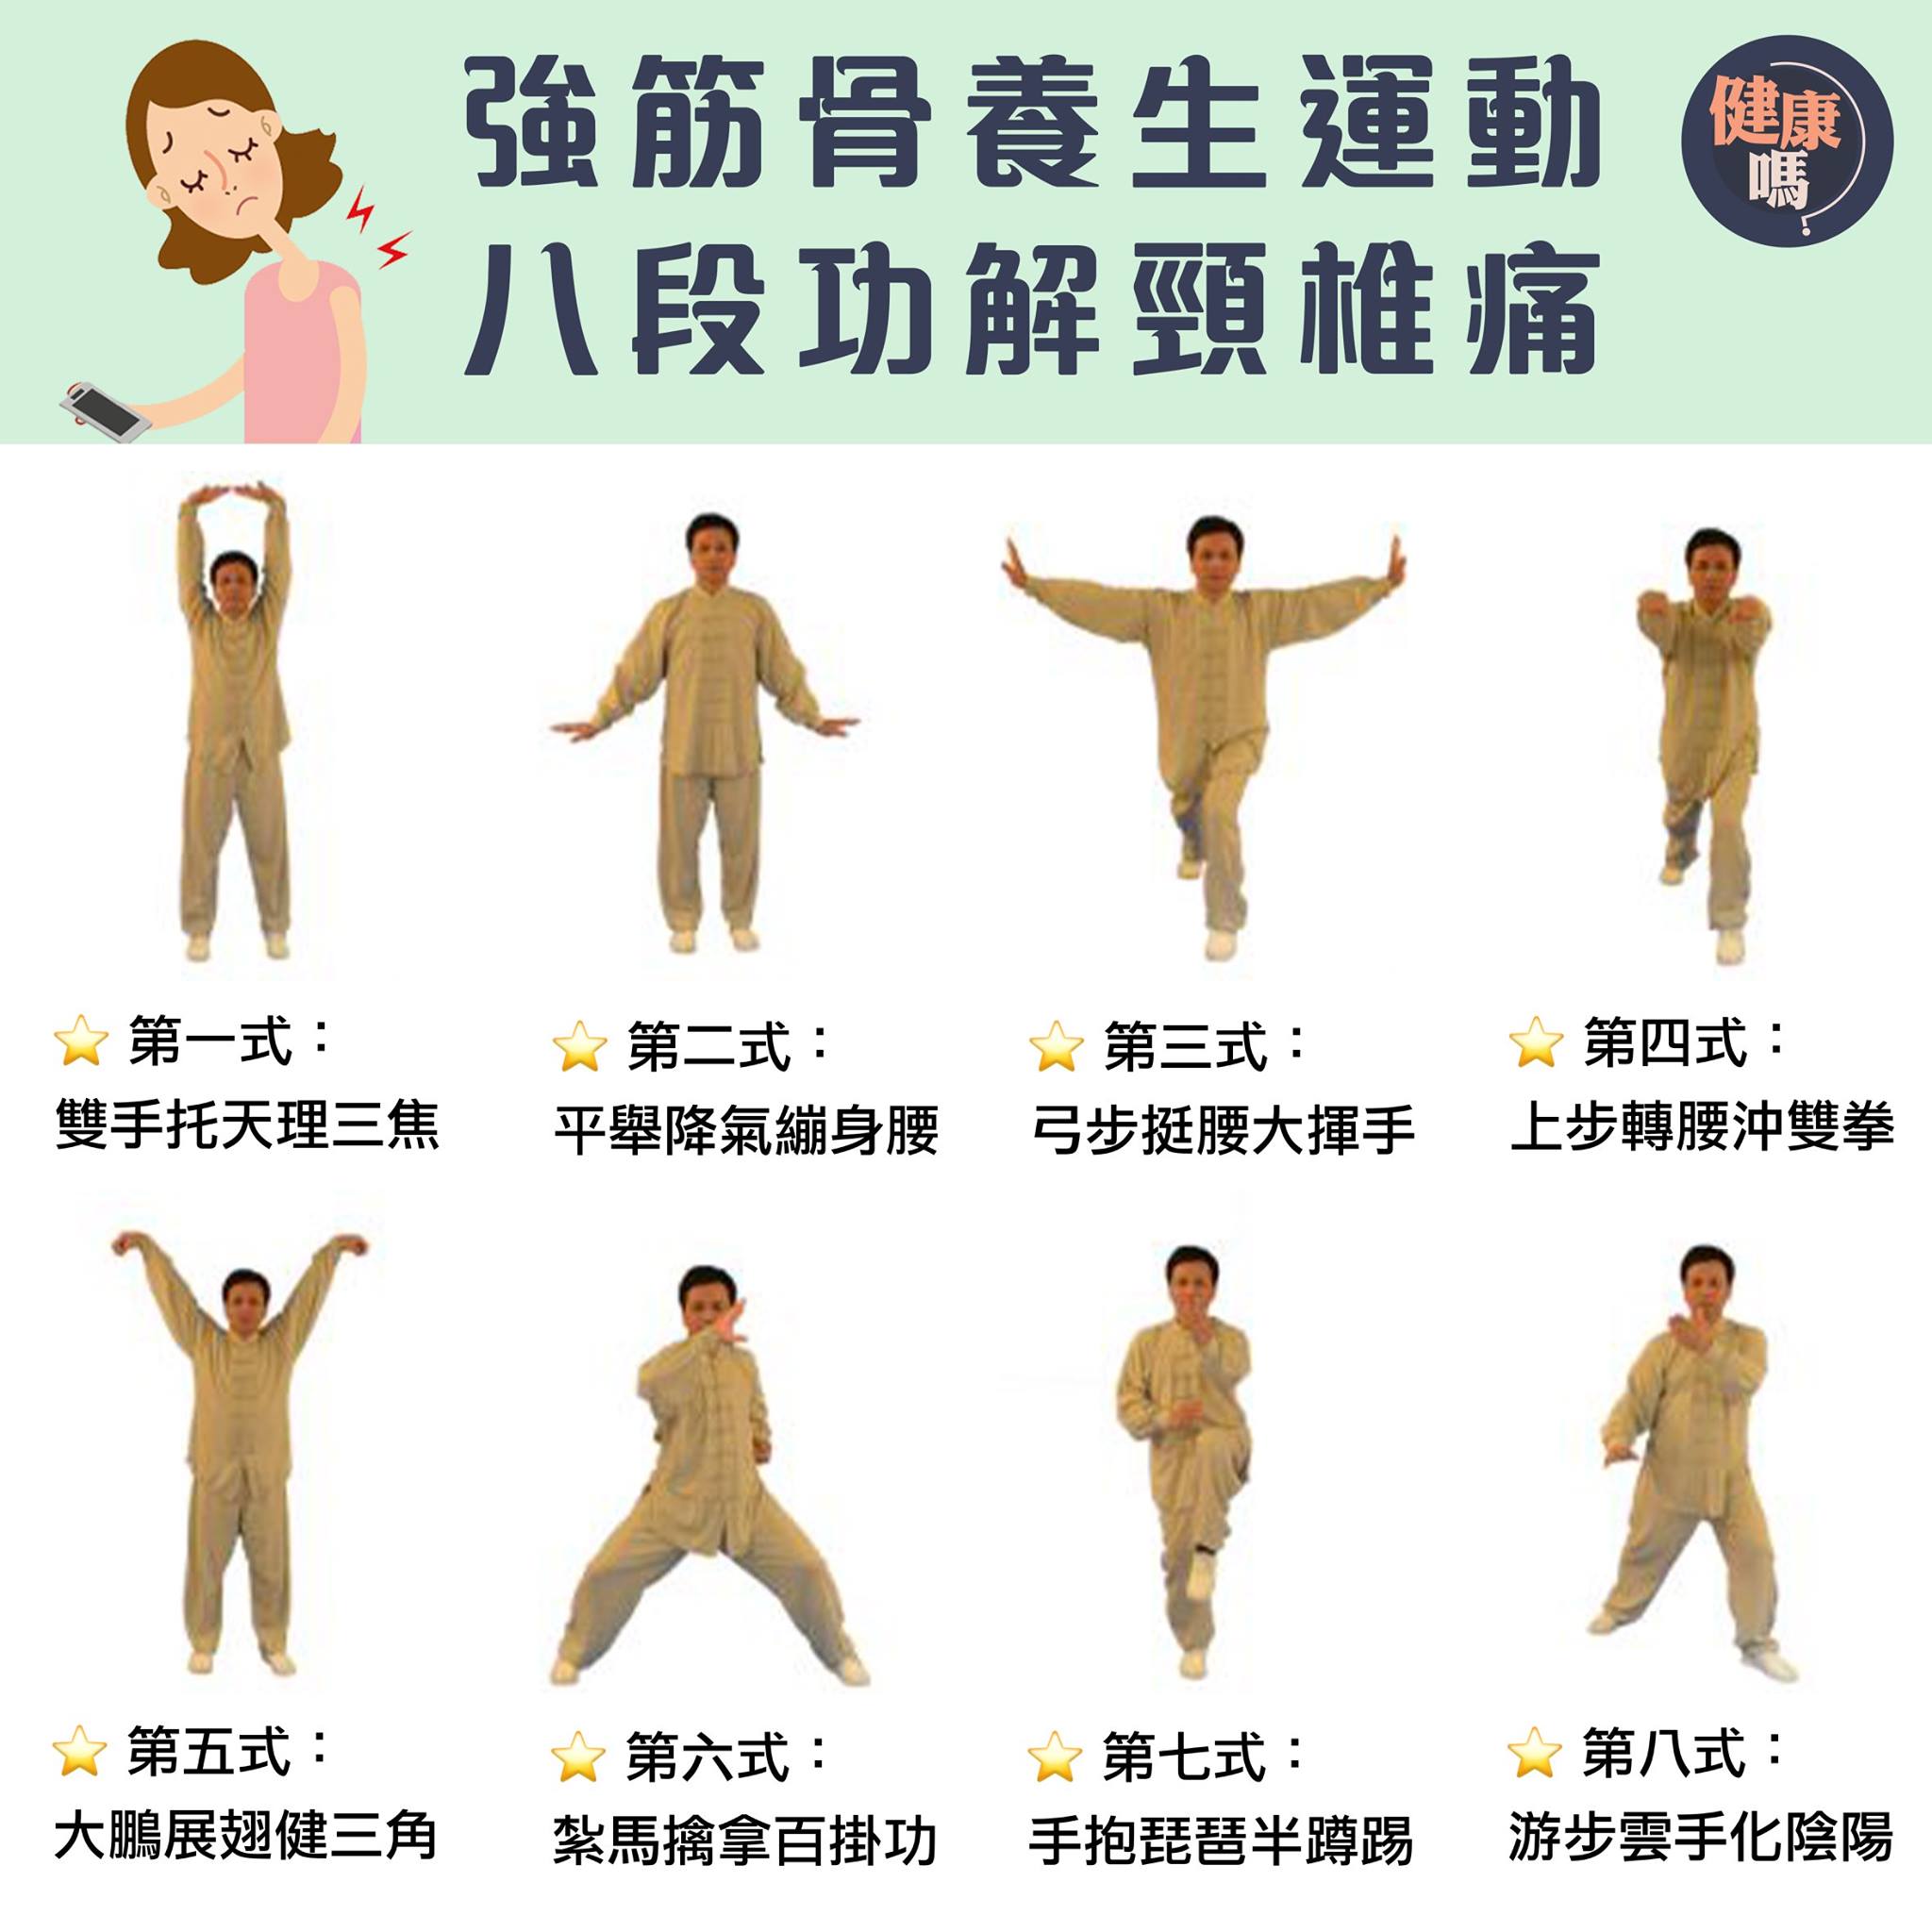 強筋骨養生運動
八段功解頸椎痛
健康
嗎?
第一式：
雙手托天理三焦
第二式：
平舉降氣繃身腰
第三式：
弓步挺腰大揮手
第四式：
上步轉腰沖雙拳
第五式：
大鵬展翅健三角
第六式：
紮馬擒拿百掛功
第七式：
手抱琵琶半蹲踢
第八式：
游步雲手化陰陽